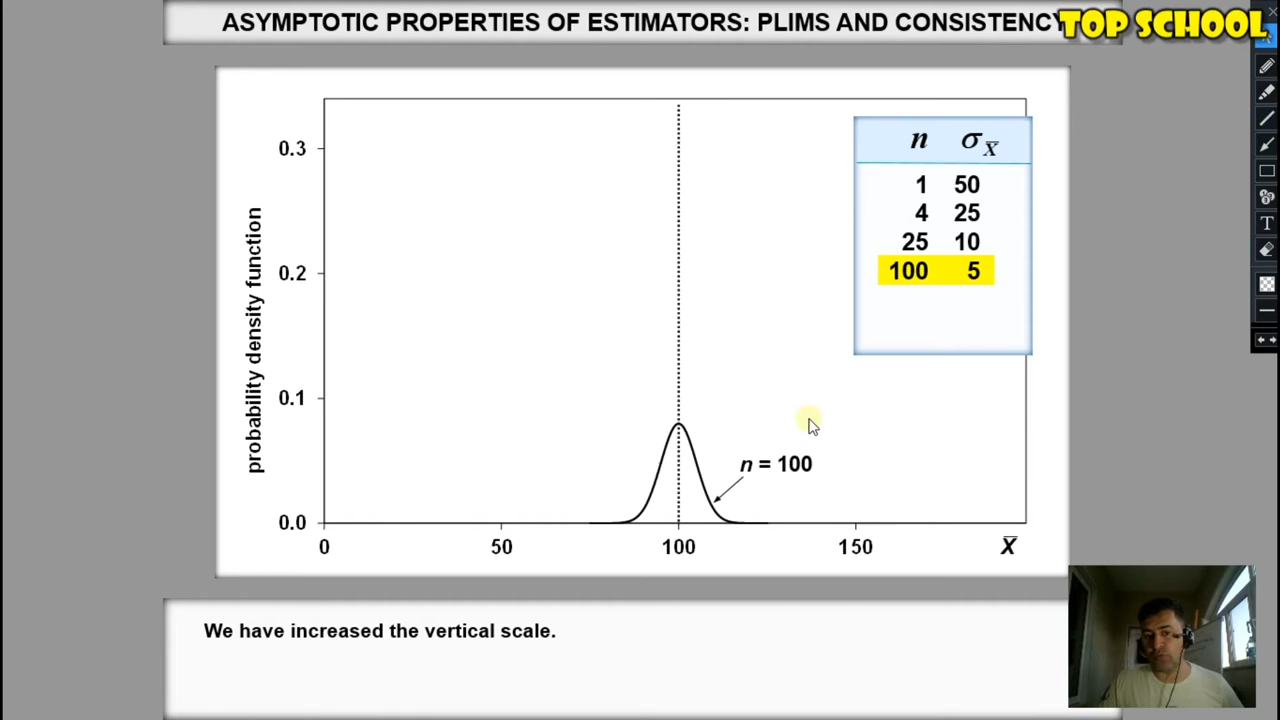 ASYMPTOTIC PROPERTIES OF ESTIMATORS: PLIMS AND CONSISTENCY
TOP SCHOOL
probability density function
0.3
0.2
0.1
0.0
0
50
100
150
X̄
n = 100
n σX̄
1 50
4 25
25 10
100 5
We have increased the vertical scale.
T